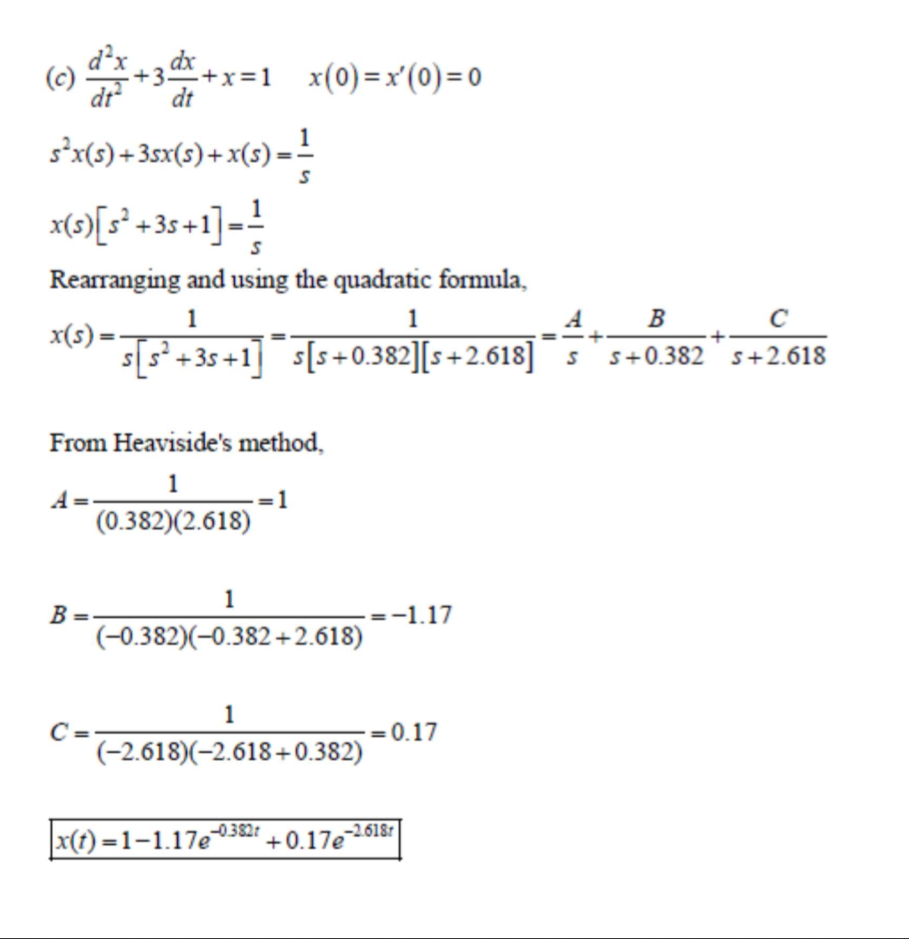 (c) d²x/dt² +3 dx/dt + x = 1 x(0) = x′(0) = 0
s²x(s) + 3sx(s) + x(s) = 1/s
x(s)[s² + 3s + 1] = 1/s
Rearranging and using the quadratic formula,
x(s) = 1/(s[s² + 3s + 1]) = 1/(s[s + 0.382][s + 2.618]) = A/s + B/(s + 0.382) + C/(s + 2.618)
From Heaviside's method,
A = 1/((0.382)(2.618)) = 1
B = 1/((−0.382)(−0.382 + 2.618)) = −1.17
C = 1/((−2.618)(−2.618 + 0.382)) = 0.17
x(t) = 1 − 1.17e^(−0.382t) + 0.17e^(−2.618t)